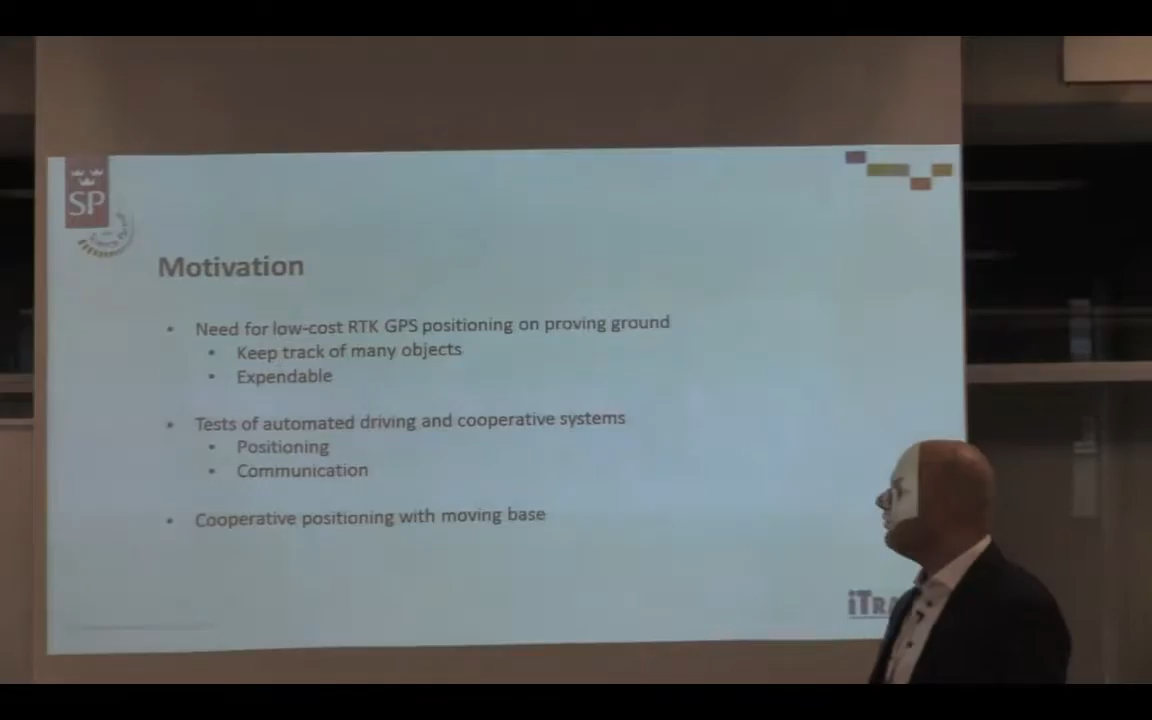 SP
Motivation
• Need for low-cost RTK GPS positioning on proving ground
• Keep track of many objects
• Expendable
• Tests of automated driving and cooperative systems
• Positioning
• Communication
• Cooperative positioning with moving base
iTRA